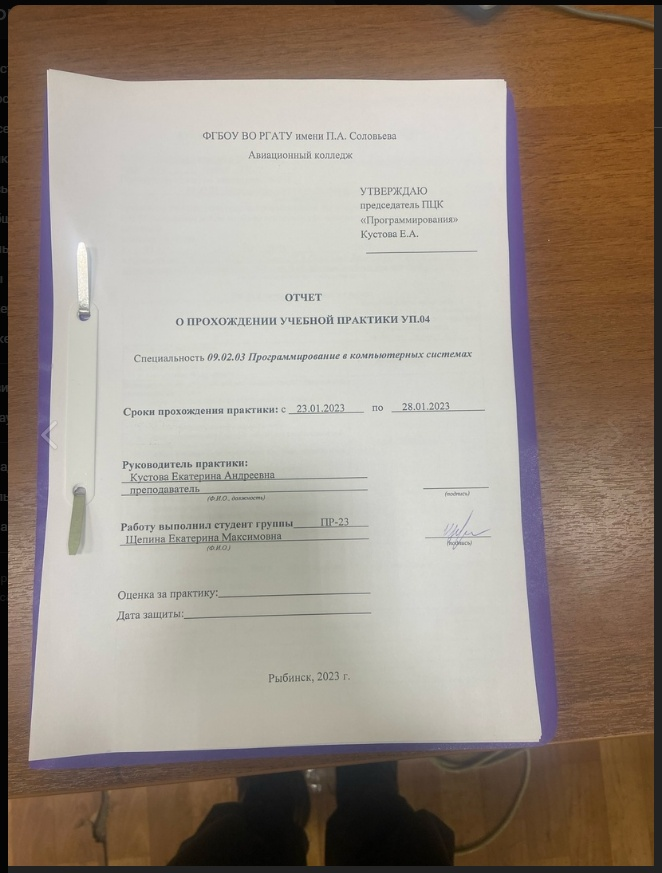 ФГБОУ ВО РГАТУ имени П.А. Соловьева
Авиационный колледж
УТВЕРЖДАЮ
председатель ПЦК
«Программирования»
Кустова Е.А.
ОТЧЕТ
О ПРОХОЖДЕНИИ УЧЕБНОЙ ПРАКТИКИ УП.04
Специальность 09.02.03 Программирование в компьютерных системах
Сроки прохождения практики: с 23.01.2023 по 28.01.2023
Руководитель практики:
Кустова Екатерина Андреевна
преподаватель
(Ф.И.О., должность)
(подпись)
Работу выполнил студент группы ПР-23
Щепина Екатерина Максимовна
(Ф.И.О.)
(подпись)
Оценка за практику:
Дата защиты:
Рыбинск, 2023 г.